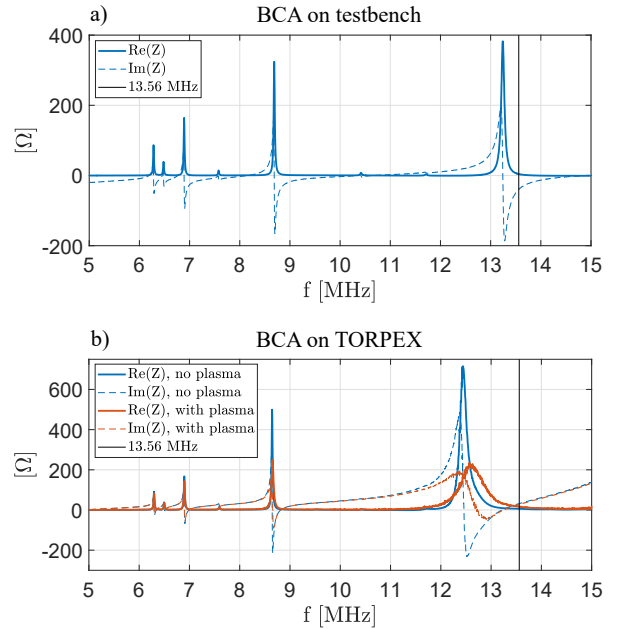 a) BCA on testbench
Re(Z)
Im(Z)
13.56 MHz
400
200
0
-200
[Ω]
5 6 7 8 9 10 11 12 13 14 15
f [MHz]
b) BCA on TORPEX
Re(Z), no plasma
Im(Z), no plasma
Re(Z), with plasma
Im(Z), with plasma
13.56 MHz
600
400
200
0
-200
[Ω]
5 6 7 8 9 10 11 12 13 14 15
f [MHz]